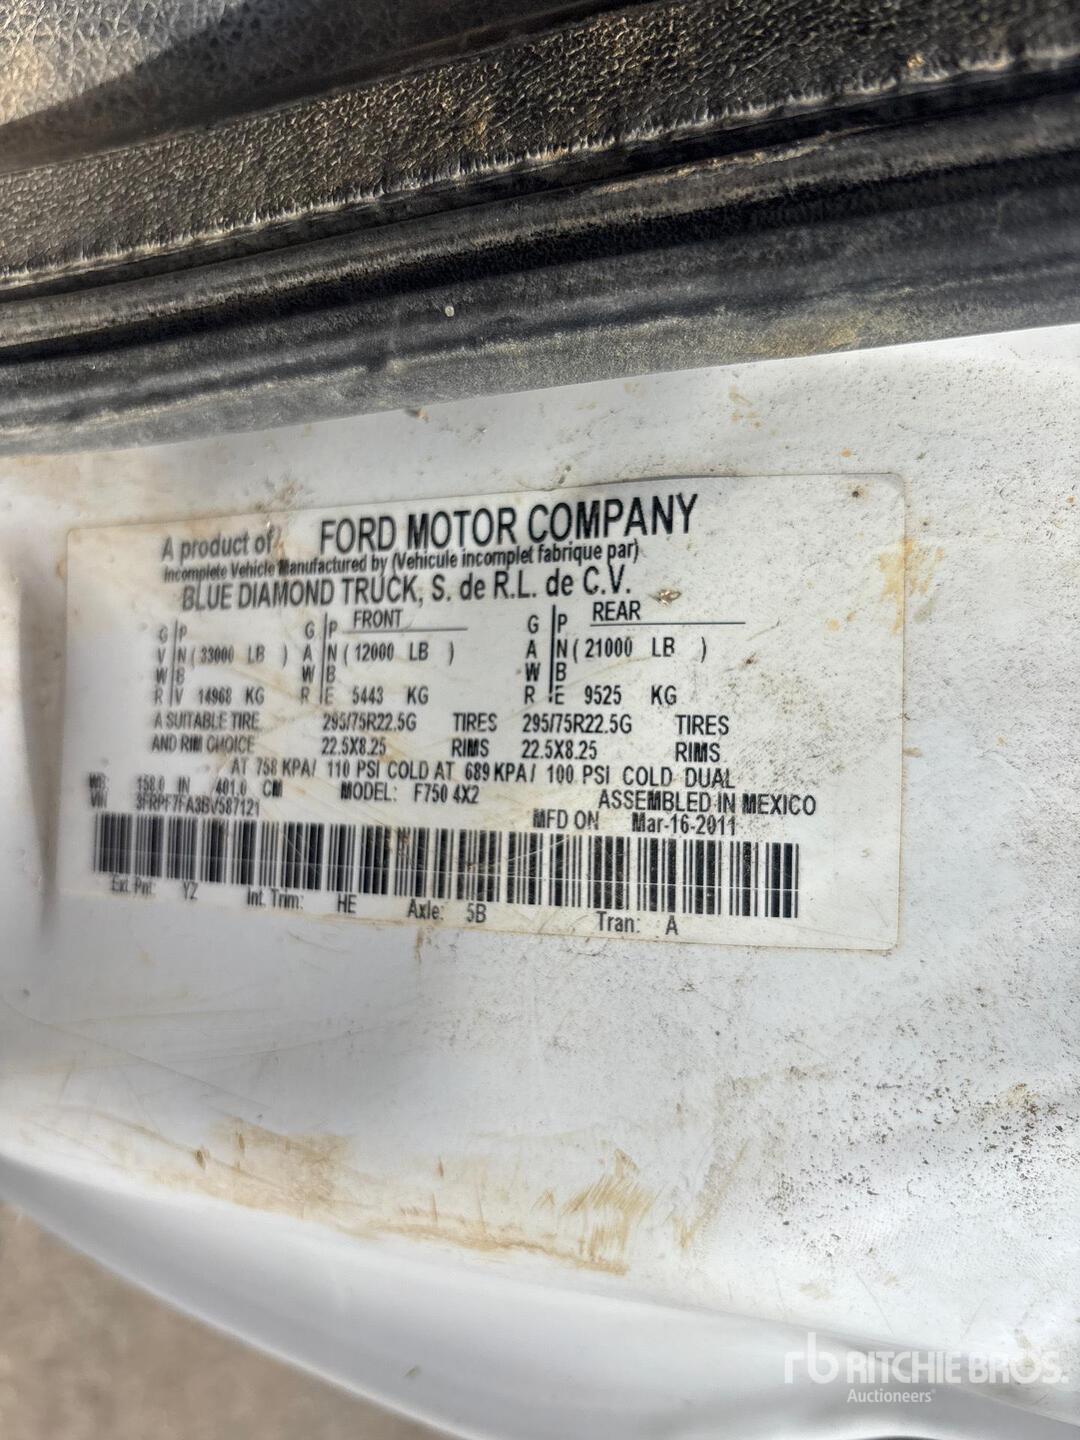 A product of FORD MOTOR COMPANY
Incomplete Vehicle Manufactured by (Vehicule incomplet fabrique par)
BLUE DIAMOND TRUCK, S. de R.L. de C.V.
G P G P FRONT G P REAR
V N ( 33000 LB ) A N ( 12000 LB ) A N ( 21000 LB )
W B W B W B
R V 14968 KG R E 5443 KG R E 9525 KG
A SUITABLE TIRE 295/75R22.5G TIRES 295/75R22.5G TIRES
AND RIM CHOICE 22.5X8.25 RIMS 22.5X8.25 RIMS
AT 758 KPA/ 110 PSI COLD AT 689 KPA/ 100 PSI COLD DUAL
WB: 158.0 IN 401.0 CM MODEL: F750 4X2 ASSEMBLED IN MEXICO
VIN: 3FRPF7FA3BV587121 MFD ON Mar-16-2011
Ext. Pnt: YZ Int. Trim: HE Axle: 5B Tran: A
rb RITCHIE BROS.
Auctioneers